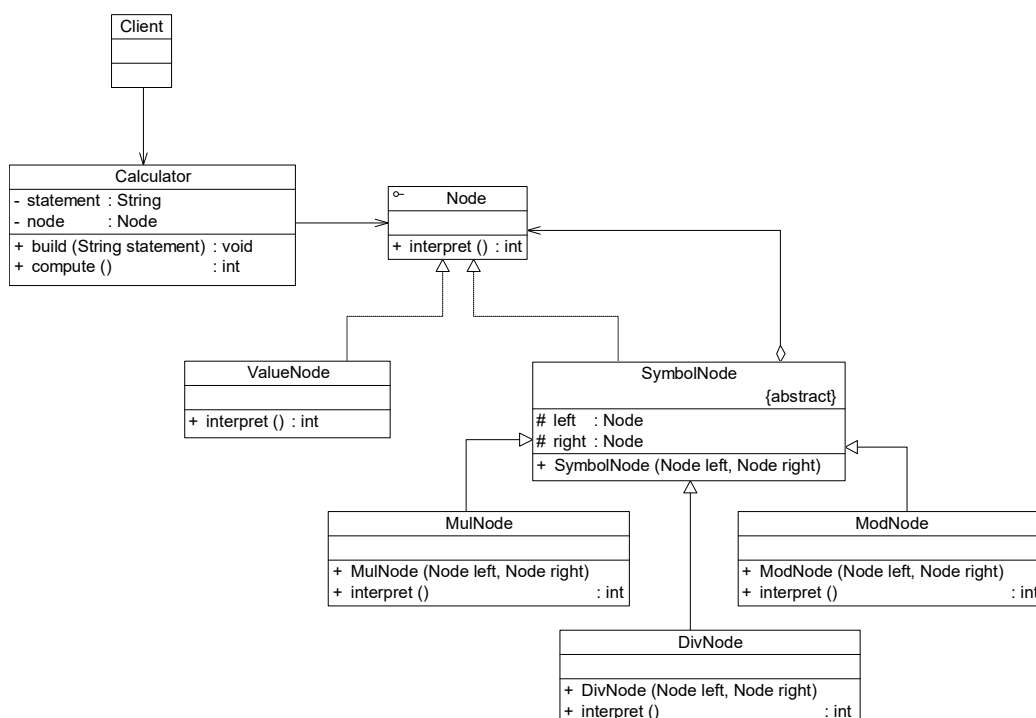 Client
Calculator
- statement : String
- node : Node
+ build (String statement) : void
+ compute () : int
Node
+ interpret () : int
ValueNode
+ interpret () : int
SymbolNode
{abstract}
# left : Node
# right : Node
+ SymbolNode (Node left, Node right)
MulNode
+ MulNode (Node left, Node right)
+ interpret () : int
ModNode
+ ModNode (Node left, Node right)
+ interpret () : int
DivNode
+ DivNode (Node left, Node right)
+ interpret () : int